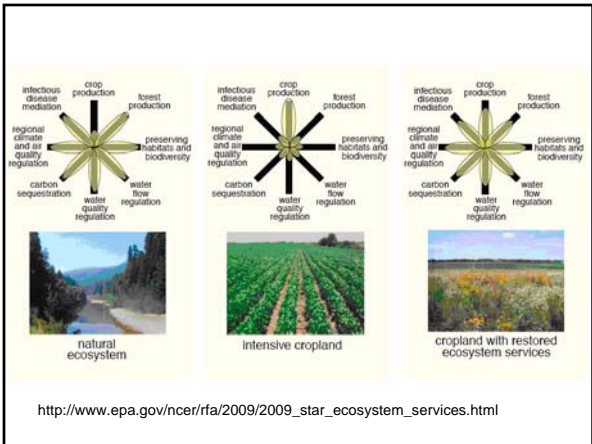 crop
production
infectious
disease
mediation
forest
production
regional
climate
and air
quality
regulation
preserving
habitats and
biodiversity
carbon
sequestration
water
flow
regulation
water
quality
regulation
natural
ecosystem
crop
production
infectious
disease
mediation
forest
production
regional
climate
and air
quality
regulation
preserving
habitats and
biodiversity
carbon
sequestration
water
flow
regulation
water
quality
regulation
intensive cropland
crop
production
infectious
disease
mediation
forest
production
regional
climate
and air
quality
regulation
preserving
habitats and
biodiversity
carbon
sequestration
water
flow
regulation
water
quality
regulation
cropland with restored
ecosystem services
http://www.epa.gov/ncer/rfa/2009/2009_star_ecosystem_services.html